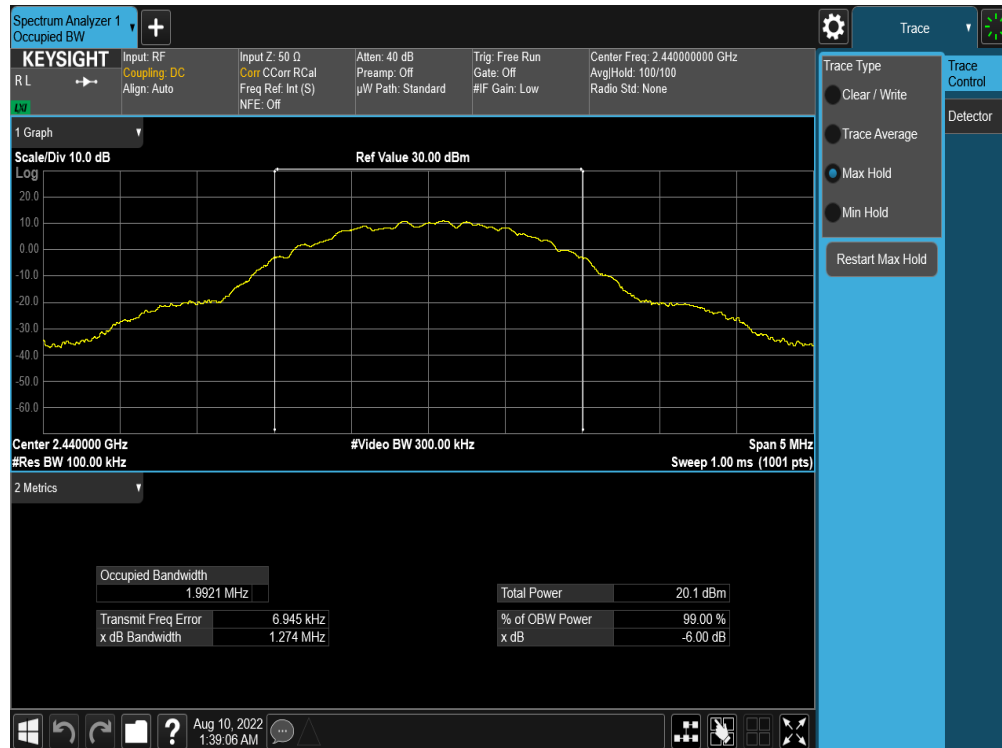 Spectrum Analyzer 1
Occupied BW
Trace
KEYSIGHT
R L
LXI
Input: RF
Coupling: DC
Align: Auto
Input Z: 50 Ω
Corr CCorr RCal
Freq Ref: Int (S)
NFE: Off
Atten: 40 dB
Preamp: Off
µW Path: Standard
Trig: Free Run
Gate: Off
#IF Gain: Low
Center Freq: 2.440000000 GHz
Avg|Hold: 100/100
Radio Std: None
Trace Type
Clear / Write
Trace Average
Max Hold
Min Hold
Restart Max Hold
Trace
Control
Detector
1 Graph
Scale/Div 10.0 dB
Ref Value 30.00 dBm
Log
20.0
10.0
0.00
-10.0
-20.0
-30.0
-40.0
-50.0
-60.0
Center 2.440000 GHz
#Video BW 300.00 kHz
Span 5 MHz
#Res BW 100.00 kHz
Sweep 1.00 ms (1001 pts)
2 Metrics
Occupied Bandwidth
1.9921 MHz
Total Power 20.1 dBm
Transmit Freq Error 6.945 kHz
% of OBW Power 99.00 %
x dB Bandwidth 1.274 MHz
x dB -6.00 dB
?
Aug 10, 2022
1:39:06 AM